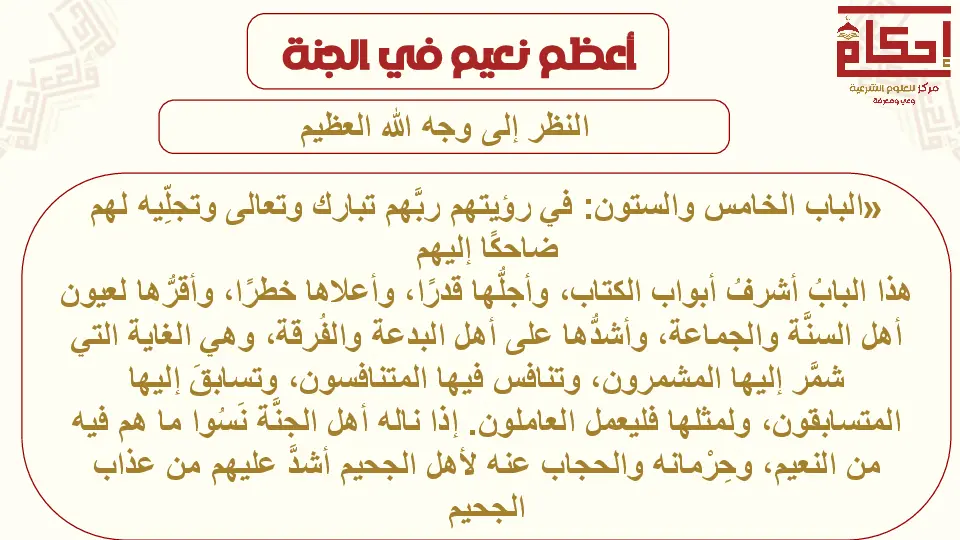 أعظم نعيم في الجنة
إحكام
مركز للعلوم الشرعية
وعي ومعرفة
النظر إلى وجه الله العظيم
«الباب الخامس والستون: في رؤيتهم ربَّهم تبارك وتعالى وتجلِّيه لهم
ضاحكًا إليهم
هذا البابُ أشرفُ أبواب الكتاب، وأجلُّها قدرًا، وأعلاها خطرًا، وأقرُّها لعيون
أهل السنَّة والجماعة، وأشدُّها على أهل البدعة والفُرقة، وهي الغاية التي
شمَّر إليها المشمرون، وتنافس فيها المتنافسون، وتسابقَ إليها
المتسابقون، ولمثلها فليعمل العاملون. إذا ناله أهل الجنَّة نَسُوا ما هم فيه
من النعيم، وحِرْمانه والحجاب عنه لأهل الجحيم أشدَّ عليهم من عذاب
الجحيم